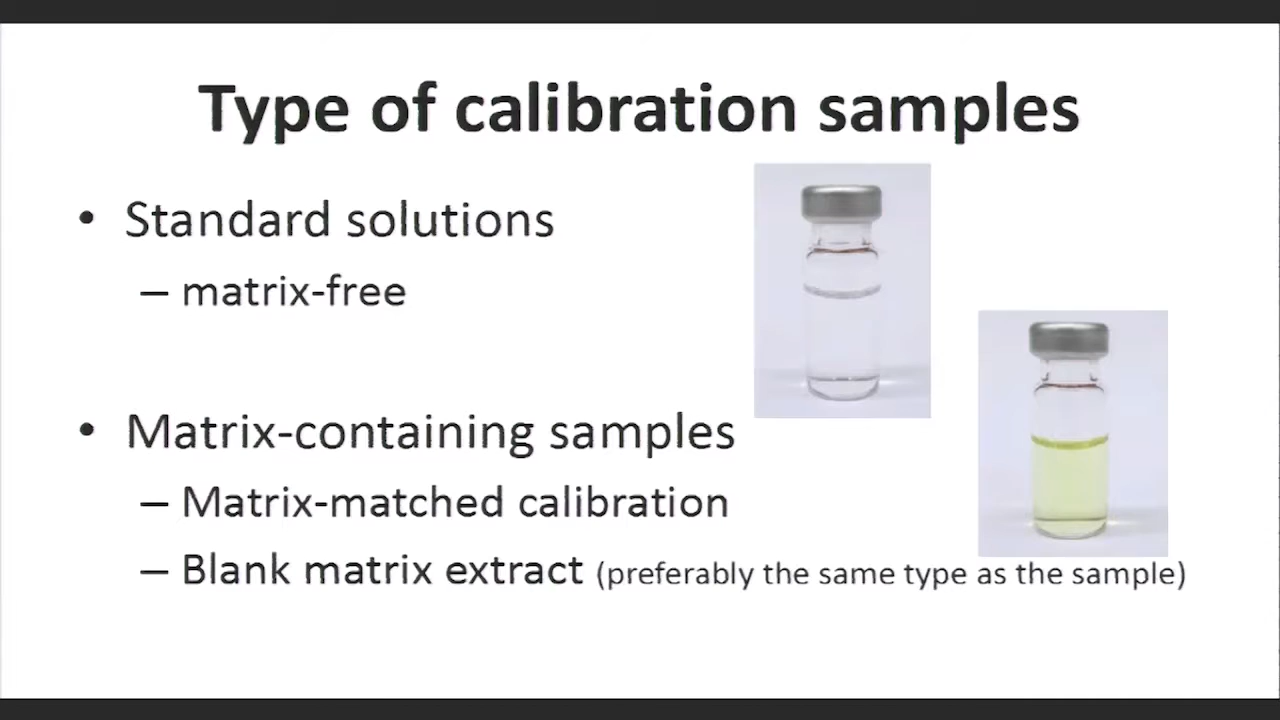 Type of calibration samples
• Standard solutions
– matrix-free
• Matrix-containing samples
– Matrix-matched calibration
– Blank matrix extract (preferably the same type as the sample)